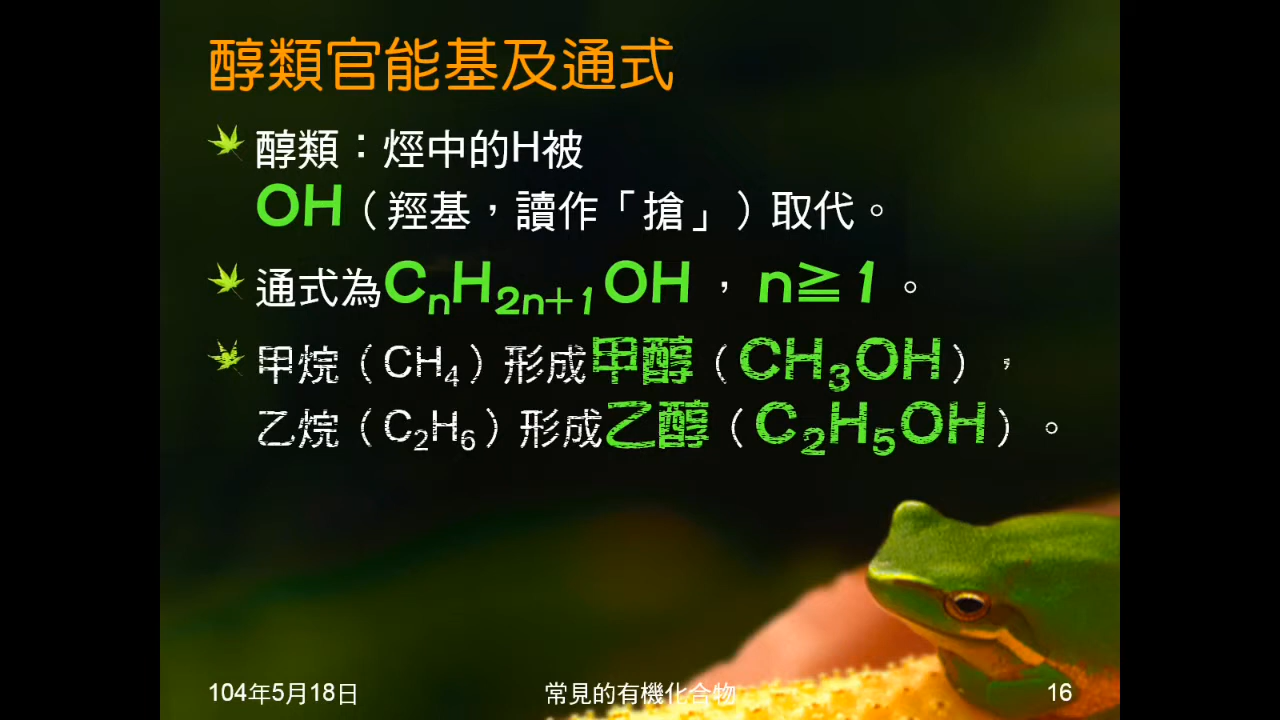 醇類官能基及通式
醇類：烴中的H被
OH（羥基，讀作「搶」）取代。
通式為CnH2n+1OH，n≧1。
甲烷（CH4）形成甲醇（CH3OH），
乙烷（C2H6）形成乙醇（C2H5OH）。
104年5月18日
常見的有機化合物
16